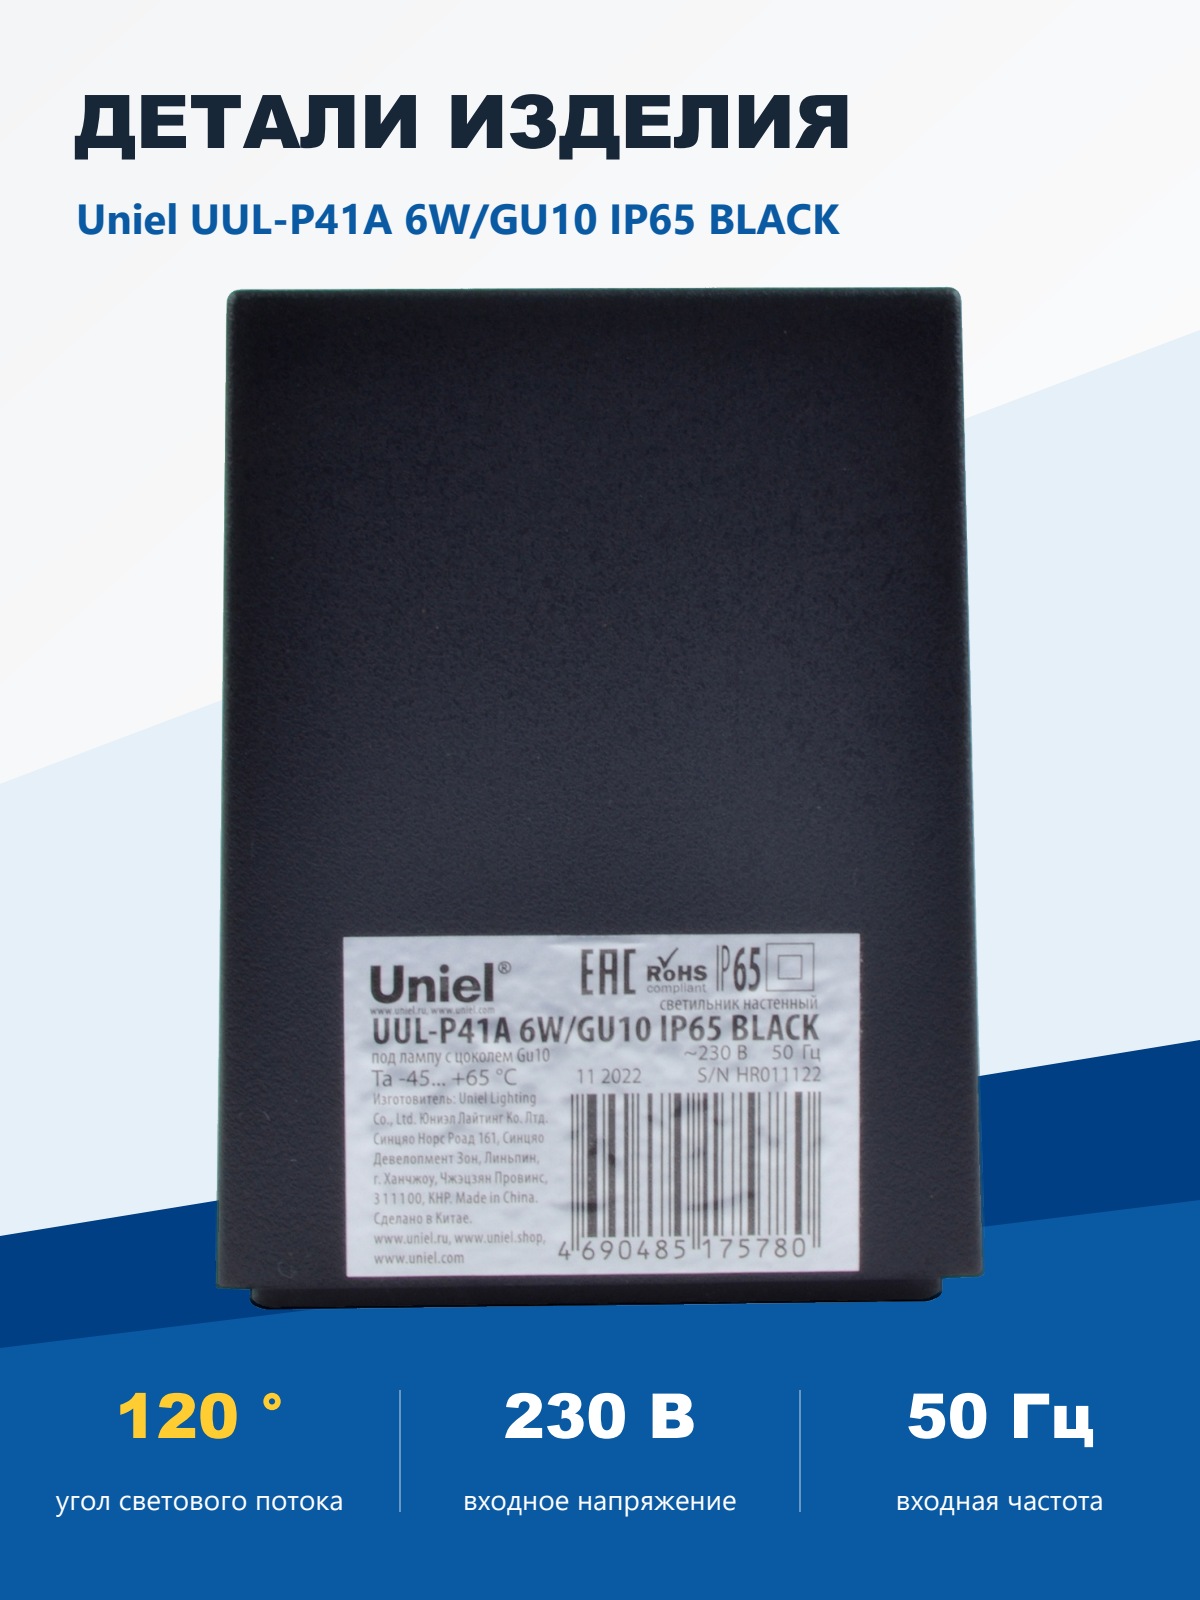 ДЕТАЛИ ИЗДЕЛИЯ
Uniel UUL-P41A 6W/GU10 IP65 BLACK
Uniel®
www.uniel.ru, www.uniel.com
EAC RoHS compliant IP65
светильник настенный
UUL-P41A 6W/GU10 IP65 BLACK
под лампу с цоколем Gu10 ~230 В 50 Гц
Ta -45... +65 °C 11 2022 S/N HR011122
Изготовитель: Uniel Lighting
Co., Ltd. Юниэл Лайтинг Ко. Лтд.
Синцяо Норс Роад 161, Синцяо
Девелопмент Зон, Линьпин,
г. Ханчжоу, Чжэцзян Провинс,
311100, КНР. Made in China.
Сделано в Китае.
www.uniel.ru, www.uniel.shop,
www.uniel.com
4 690485 175780
120 ° 230 В 50 Гц
угол светового потока входное напряжение входная частота